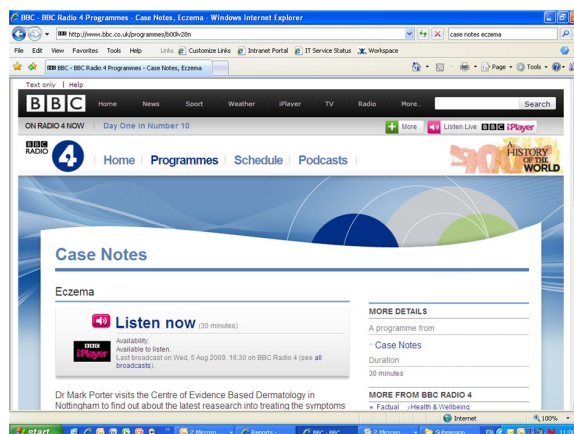 BBC - BBC Radio 4 Programmes - Case Notes, Eczema - Windows Internet Explorer
http://www.bbc.co.uk/programmes/b00lv28n
case notes eczema
File Edit View Favorites Tools Help Links Customize Links Intranet Portal IT Service Status Workspace
BBC - BBC Radio 4 Programmes - Case Notes, Eczema
Page Tools
Text only | Help
BBC Home News Sport Weather iPlayer TV Radio More... Search
ON RADIO 4 NOW Day One in Number 10 More Listen Live BBC iPlayer
BBC RADIO 4 Home Programmes Schedule Podcasts
A HISTORY OF THE WORLD
Case Notes
Eczema
Listen now (30 minutes)
BBC iPlayer
Availability:
Available to listen.
Last broadcast on Wed, 5 Aug 2009, 16:30 on BBC Radio 4 (see all broadcasts).
Dr Mark Porter visits the Centre of Evidence Based Dermatology in
Nottingham to find out about the latest reasearch into treating the symptoms
MORE DETAILS
A programme from
Case Notes
Duration
30 minutes
MORE FROM BBC RADIO 4
Factual > Health & Wellbeing
Internet 100%
start 2 Microso... Reports - BBC - BBC 2 Microso... Submission EN 11:00